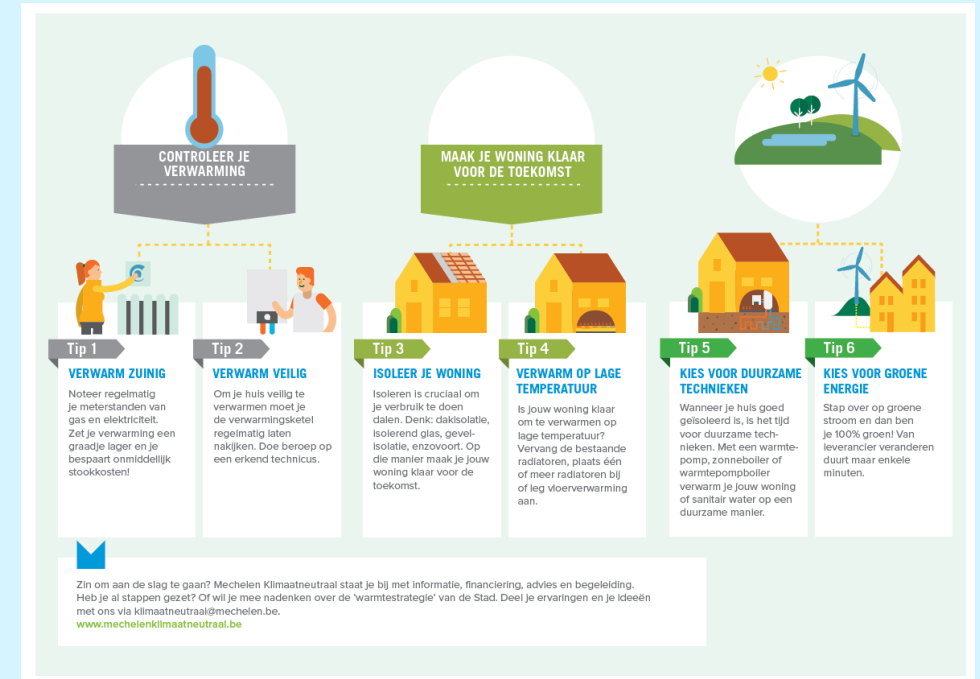 CONTROLEER JE
VERWARMING
MAAK JE WONING KLAAR
VOOR DE TOEKOMST
Tip 1
VERWARM ZUINIG
Noteer regelmatig
je meterstanden van
gas en elektriciteit.
Zet je verwarming een
graadje lager en je
bespaart onmiddellijk
stookkosten!
Tip 2
VERWARM VEILIG
Om je huis veilig te
verwarmen moet je
de verwarmingsketel
regelmatig laten
nakijken. Doe beroep op
een erkend technicus.
Tip 3
ISOLEER JE WONING
Isoleren is cruciaal om
je verbruik te doen
dalen. Denk: dakisolatie,
isolerend glas, gevel-
isolatie, enzovoort. Op
die manier maak je jouw
woning klaar voor de
toekomst.
Tip 4
VERWARM OP LAGE
TEMPERATUUR
Is jouw woning klaar
om te verwarmen op
lage temperatuur?
Vervang de bestaande
radiatoren, plaats één
of meer radiatoren bij
of leg vloerverwarming
aan.
Tip 5
KIES VOOR DUURZAME
TECHNIEKEN
Wanneer je huis goed
geïsoleerd is, is het tijd
voor duurzame tech-
nieken. Met een warmte-
pomp, zonneboiler of
warmtepompboiler
verwarm je jouw woning
of sanitair water op een
duurzame manier.
Tip 6
KIES VOOR GROENE
ENERGIE
Stap over op groene
stroom en dan ben
je 100% groen! Van
leverancier veranderen
duurt maar enkele
minuten.
Zin om aan de slag te gaan? Mechelen Klimaatneutraal staat je bij met informatie, financiering, advies en begeleiding.
Heb je al stappen gezet? Of wil je mee nadenken over de 'warmtestrategie' van de Stad. Deel je ervaringen en je ideeën
met ons via klimaatneutraal@mechelen.be.
www.mechelenklimaatneutraal.be